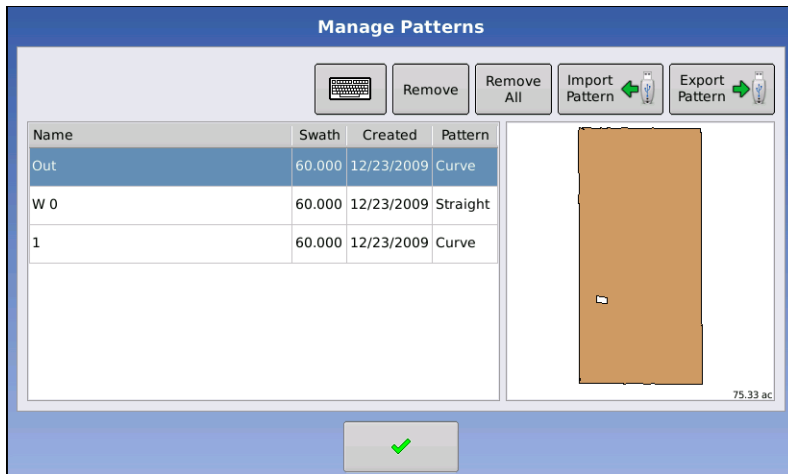 Manage Patterns
Remove
Remove
All
Import
Pattern
Export
Pattern
Name Swath Created Pattern
Out 60.000 12/23/2009 Curve
W 0 60.000 12/23/2009 Straight
1 60.000 12/23/2009 Curve
75.33 ac